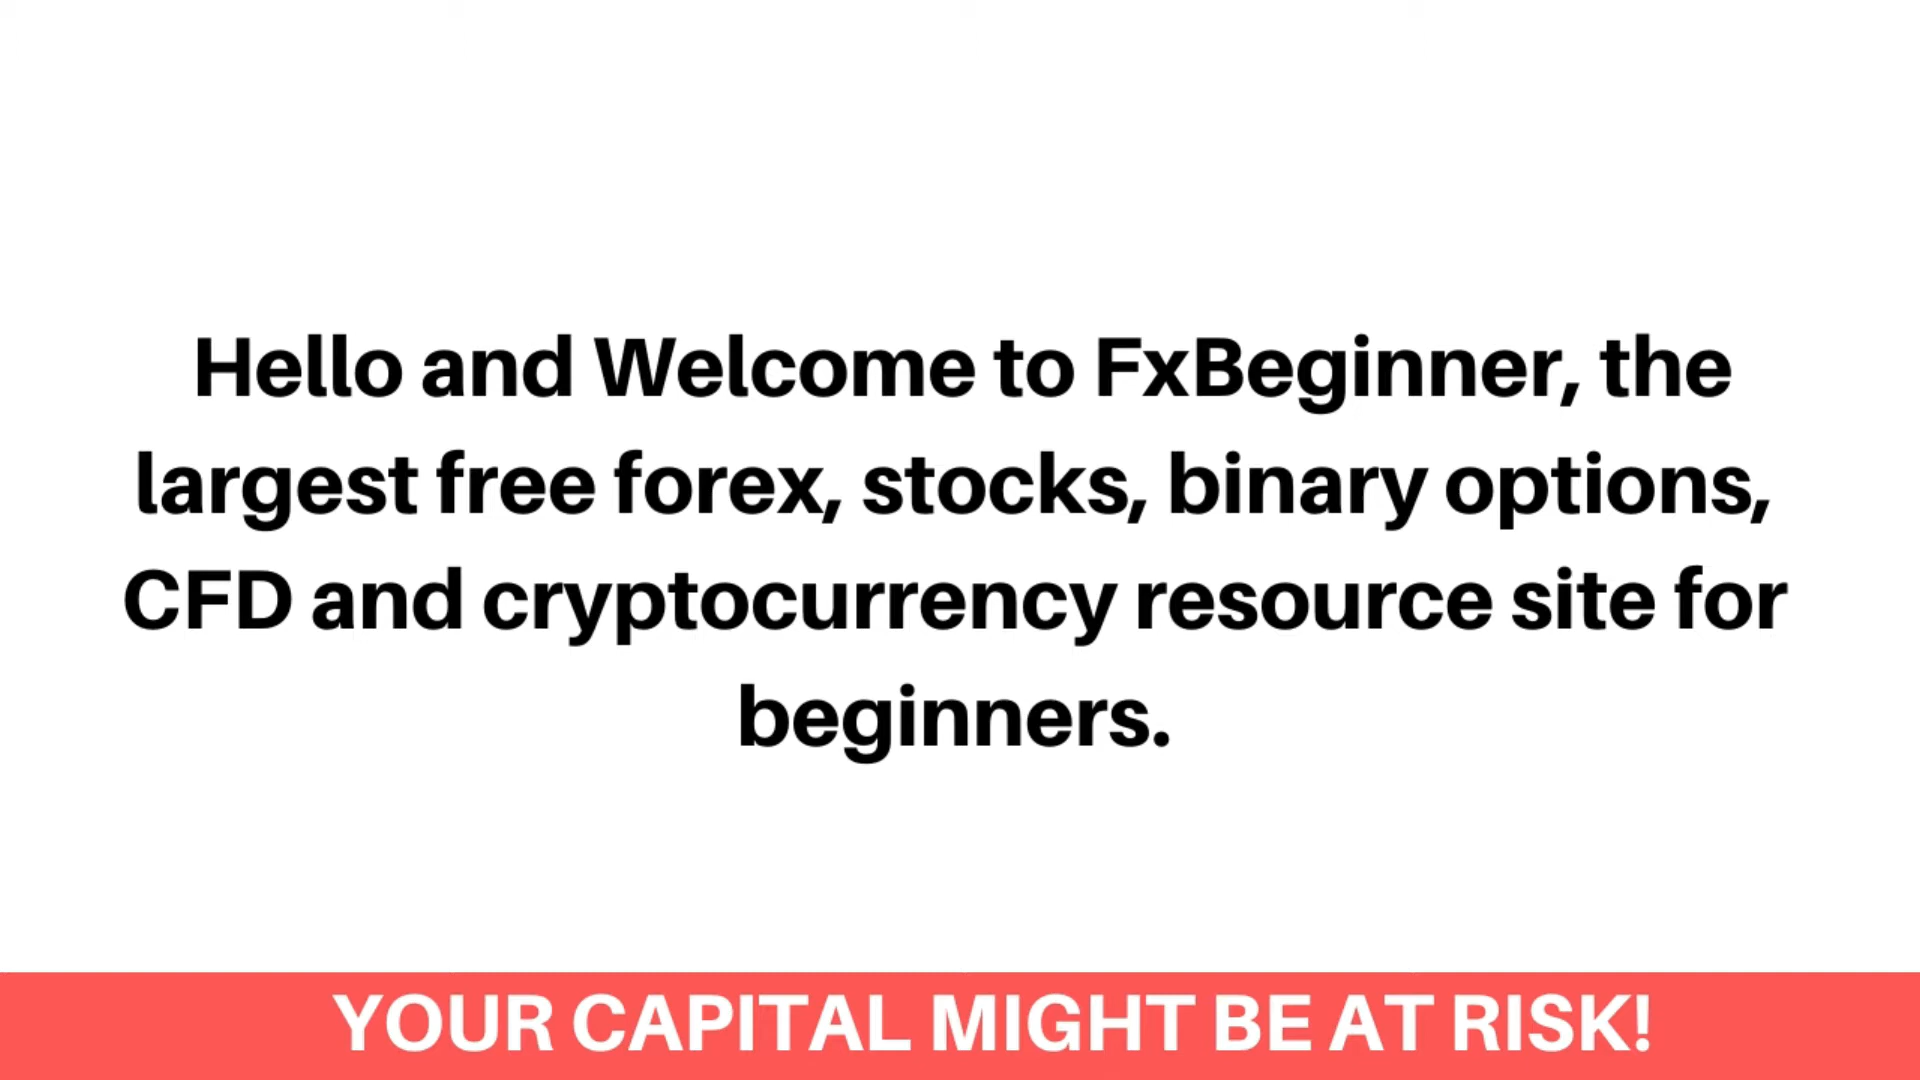 Hello and Welcome to FxBeginner, the
largest free forex, stocks, binary options,
CFD and cryptocurrency resource site for
beginners.
YOUR CAPITAL MIGHT BE AT RISK!